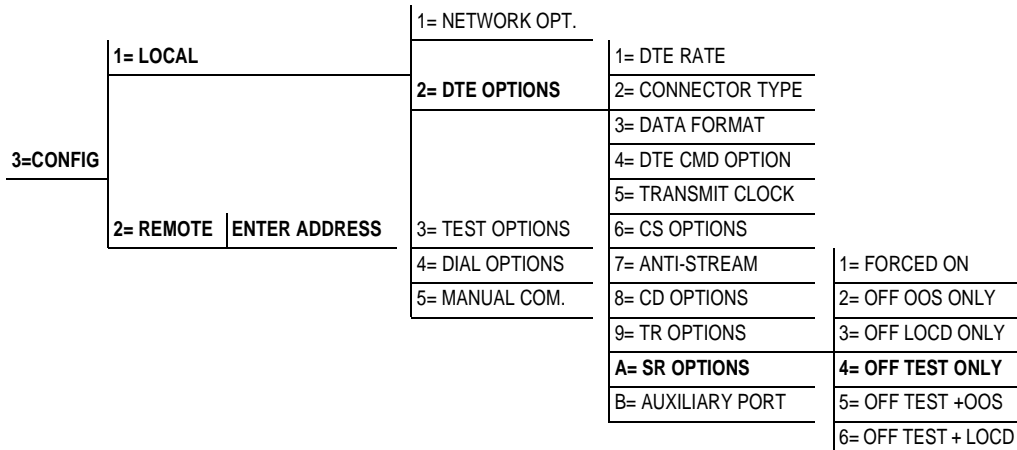 1= NETWORK OPT.
1= LOCAL
1= DTE RATE
2= DTE OPTIONS
2= CONNECTOR TYPE
3= DATA FORMAT
3=CONFIG
4= DTE CMD OPTION
5= TRANSMIT CLOCK
2= REMOTE
ENTER ADDRESS
3= TEST OPTIONS
6= CS OPTIONS
4= DIAL OPTIONS
7= ANTI-STREAM
1= FORCED ON
5= MANUAL COM.
8= CD OPTIONS
2= OFF OOS ONLY
9= TR OPTIONS
3= OFF LOCD ONLY
A= SR OPTIONS
4= OFF TEST ONLY
B= AUXILIARY PORT
5= OFF TEST +OOS
6= OFF TEST + LOCD